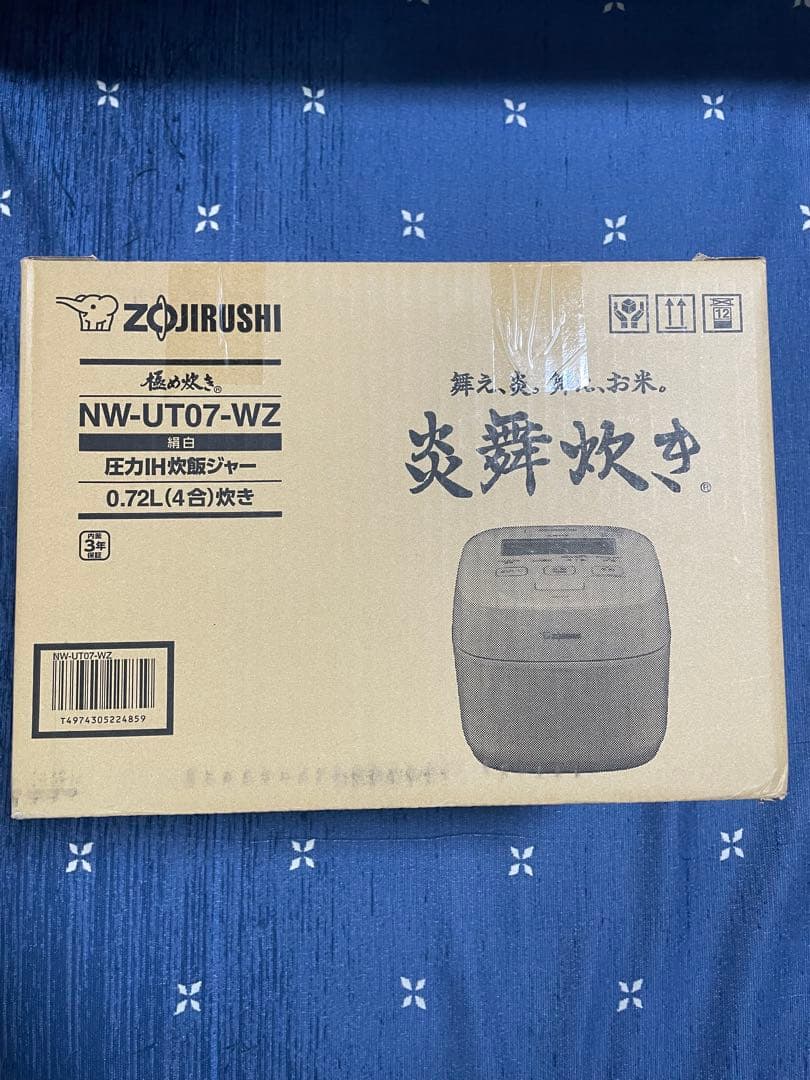 ZOJIRUSHI
極め炊き®
NW-UT07-WZ
絹白
圧力IH炊飯ジャー
0.72L(4合)炊き
内釜
3年
保証
NW-UT07-WZ
T4974305224859
12
舞え、炎。舞え、お米。
炎舞炊き®